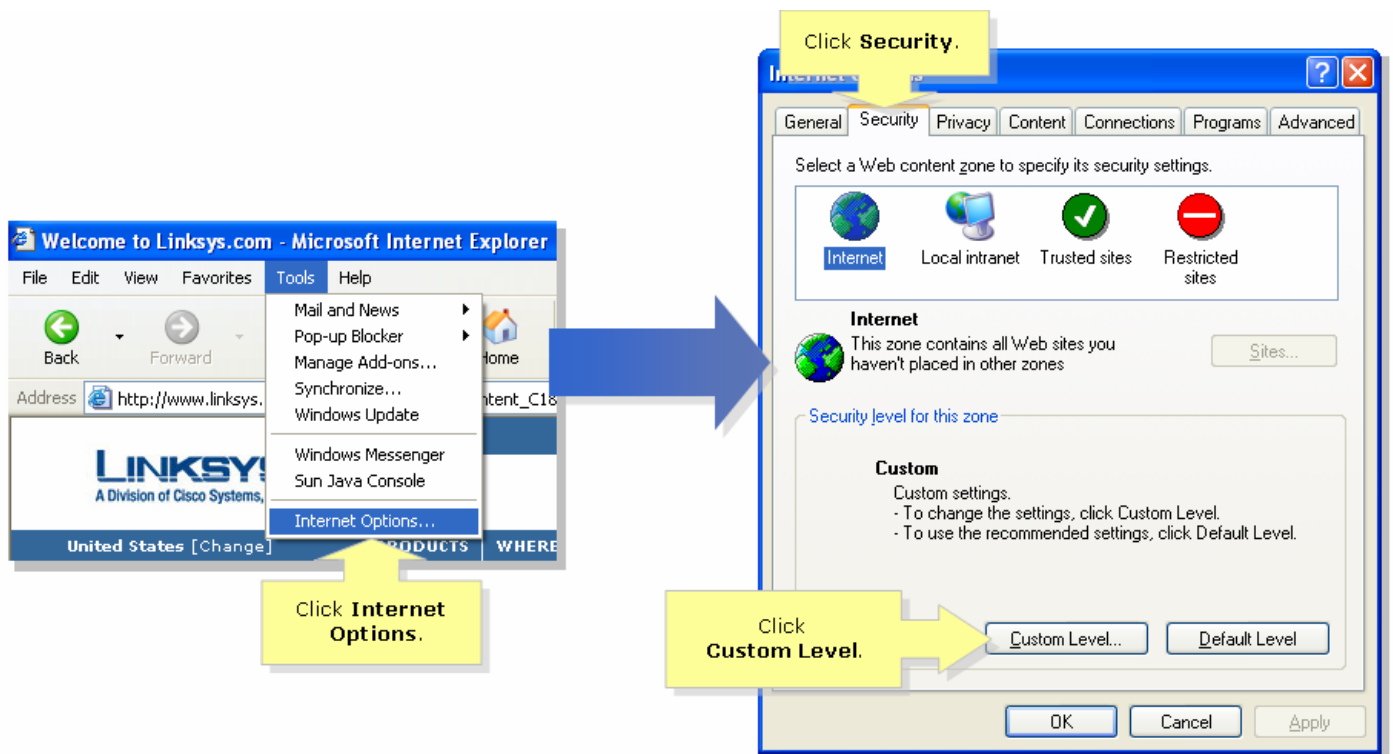 Click Security.
General Security Privacy Content Connections Programs Advanced
Select a Web content zone to specify its security settings.
Internet
Local intranet
Trusted sites
Restricted
sites
Internet
This zone contains all Web sites you
haven't placed in other zones
Sites...
Security level for this zone
Custom
Custom settings.
- To change the settings, click Custom Level.
- To use the recommended settings, click Default Level.
Click
Custom Level.
Custom Level...
Default Level
OK
Cancel
Apply
Welcome to Linksys.com - Microsoft Internet Explorer
File Edit View Favorites Tools Help
Back
Forward
Mail and News
Pop-up Blocker
Manage Add-ons...
Synchronize...
Windows Update
Windows Messenger
Sun Java Console
Internet Options...
Address http://www.linksys.
A Division of Cisco Systems,
United States [Change]
WHERE
Click Internet
Options.